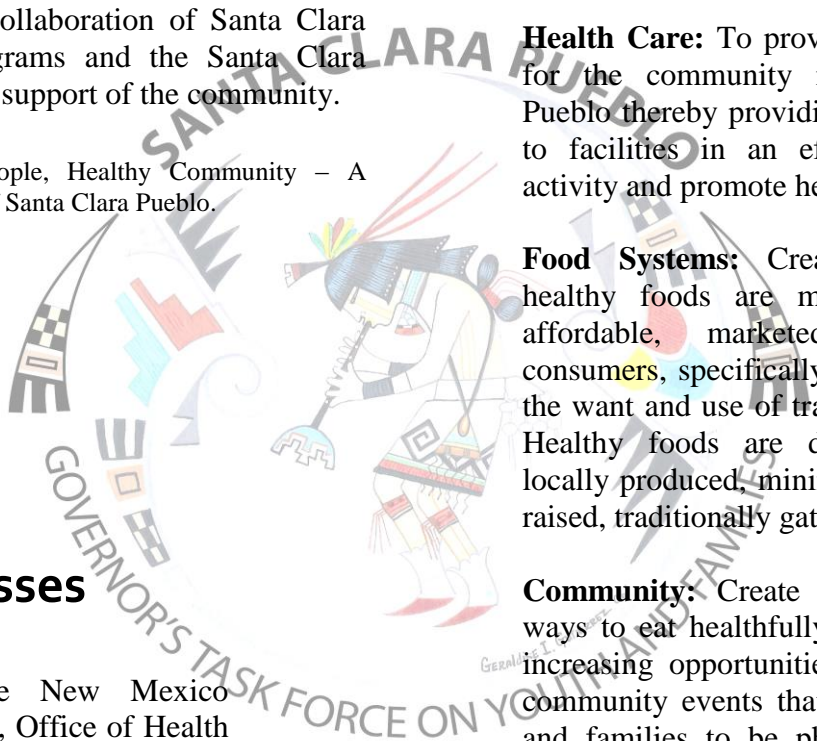 ollaboration of Santa Clara
grams and the Santa Clara
support of the community.
ople, Healthy Community – A
Santa Clara Pueblo.
sses
e New Mexico
, Office of Health
SANTA CLARA PUEBLO
GOVERNOR'S TASK FORCE ON YOUTH AND FAMILIES
Health Care: To prov
for the community
Pueblo thereby providi
to facilities in an ef
activity and promote he
Food Systems: Crea
healthy foods are m
affordable, marketed
consumers, specifically
the want and use of tra
Healthy foods are d
locally produced, mini
raised, traditionally gat
Community: Create
ways to eat healthfully
increasing opportunitie
community events tha
and families to be ph